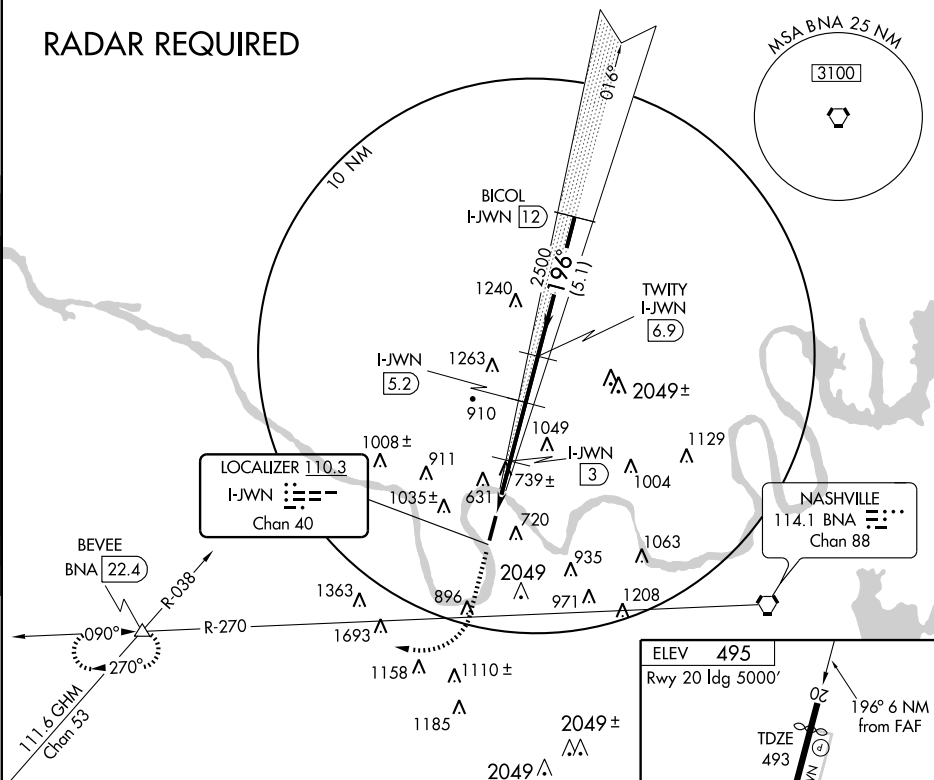 RADAR REQUIRED
MSA BNA 25 NM
3100
016°
10 NM
BICOL
I-JWN 12
2500
196°
(5.1)
1240
TWITY
I-JWN
6.9
1263
I-JWN
5.2
910
2049±
1049
1008±
911
1129
I-JWN
3
1004
LOCALIZER 110.3
I-JWN
Chan 40
1035±
631
739±
720
NASHVILLE
114.1 BNA
Chan 88
1063
935
BEVEE
BNA 22.4
R-038
1363
896
2049
971
1208
090°
R-270
1693
270°
1158
1110±
1185
111.6 GHM
Chan 53
2049±
2049
ELEV 495
Rwy 20 ldg 5000'
20
196° 6 NM
from FAF
TDZE
493
P